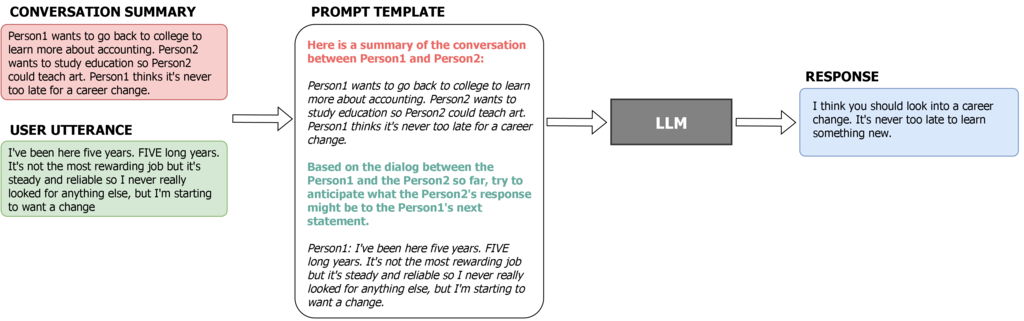 CONVERSATION SUMMARY
Person1 wants to go back to college to
learn more about accounting. Person2
wants to study education so Person2
could teach art. Person1 thinks it's never
too late for a career change.
USER UTTERANCE
I've been here five years. FIVE long years.
It's not the most rewarding job but it's
steady and reliable so I never really
looked for anything else, but I'm starting
to want a change
PROMPT TEMPLATE
Here is a summary of the conversation
between Person1 and Person2:
Person1 wants to go back to college to learn
more about accounting. Person2 wants to
study education so Person2 could teach art.
Person1 thinks it's never too late for a career
change.
Based on the dialog between the
Person1 and the Person2 so far, try to
anticipate what the Person2's response
might be to the Person1's next
statement.
Person1: I've been here five years. FIVE
long years. It's not the most rewarding job
but it's steady and reliable so I never really
looked for anything else, but I'm starting to
want a change.
LLM
RESPONSE
I think you should look into a career
change. It's never too late to learn
something new.